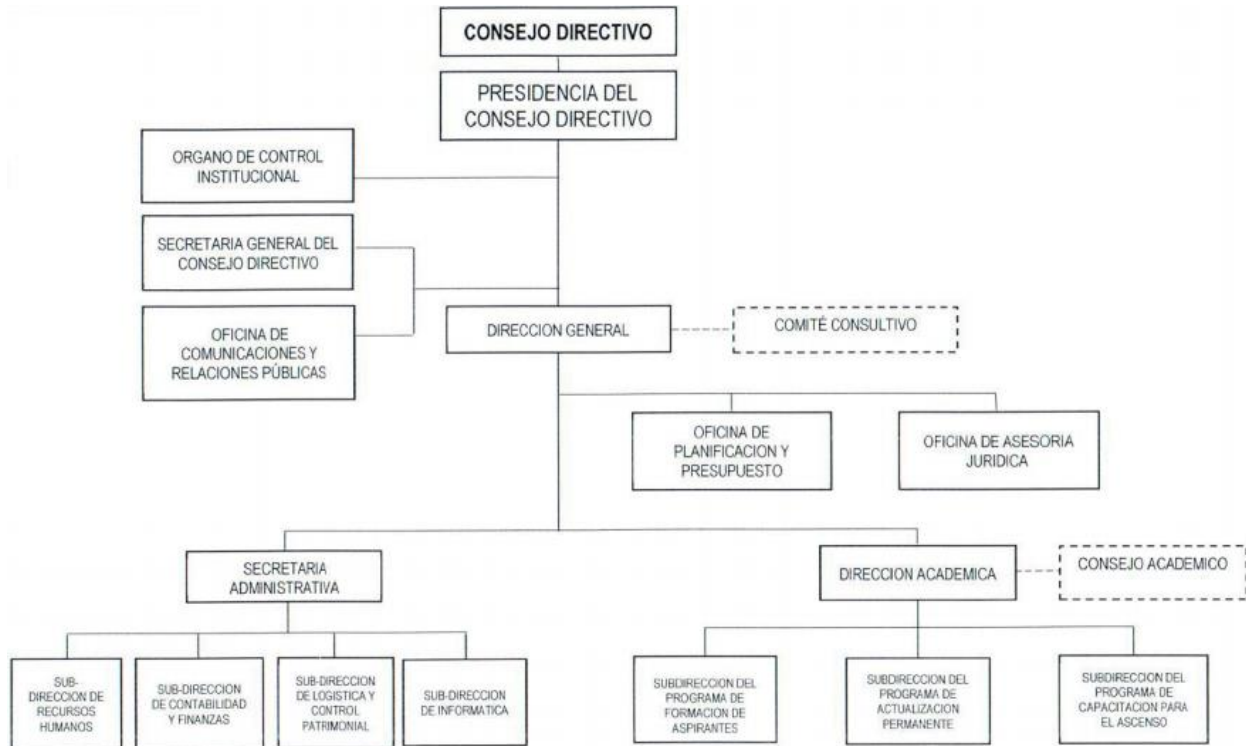 CONSEJO DIRECTIVO
PRESIDENCIA DEL
CONSEJO DIRECTIVO
ORGANO DE CONTROL
INSTITUCIONAL
SECRETARIA GENERAL DEL
CONSEJO DIRECTIVO
OFICINA DE
COMUNICACIONES Y
RELACIONES PÚBLICAS
DIRECCION GENERAL
COMITÉ CONSULTIVO
OFICINA DE
PLANIFICACION Y
PRESUPUESTO
OFICINA DE ASESORIA
JURIDICA
SECRETARIA
ADMINISTRATIVA
DIRECCION ACADEMICA
CONSEJO ACADEMICO
SUB-
DIRECCION DE
RECURSOS
HUMANOS
SUB-DIRECCION
DE CONTABILIDAD
Y FINANZAS
SUB-DIRECCION
DE LOGISTICA Y
CONTROL
PATRIMONIAL
SUB-DIRECCION
DE INFORMATICA
SUBDIRECCION DEL
PROGRAMA DE
FORMACION DE
ASPIRANTES
SUBDIRECCION DEL
PROGRAMA DE
ACTUALIZACION
PERMANENTE
SUBDIRECCION DEL
PROGRAMA DE
CAPACITACION PARA
EL ASCENSO